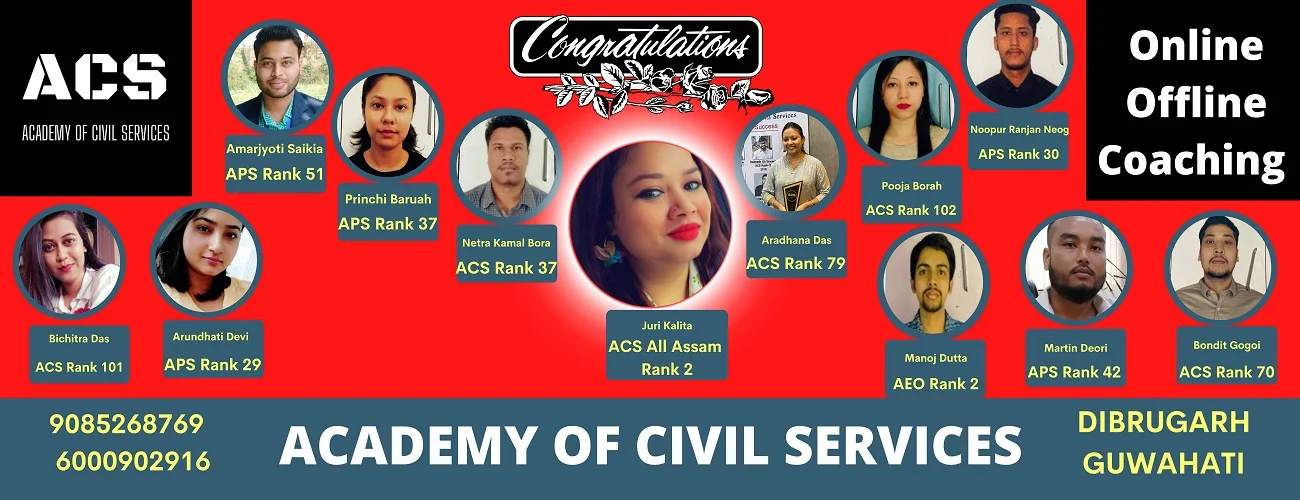 ACS
ACADEMY OF CIVIL SERVICES
Congratulations
Online
Offline
Coaching
Amarjyoti Saikia
APS Rank 51
Princhi Baruah
APS Rank 37
Netra Kamal Bora
ACS Rank 37
Juri Kalita
ACS All Assam
Rank 2
Services
Success
Aradhana Das
ACS Rank 79
Pooja Borah
ACS Rank 102
Noopur Ranjan Neog
APS Rank 30
Bichitra Das
ACS Rank 101
Arundhati Devi
APS Rank 29
Manoj Dutta
AEO Rank 2
Martin Deori
APS Rank 42
Bondit Gogoi
ACS Rank 70
9085268769
6000902916
ACADEMY OF CIVIL SERVICES
DIBRUGARH
GUWAHATI